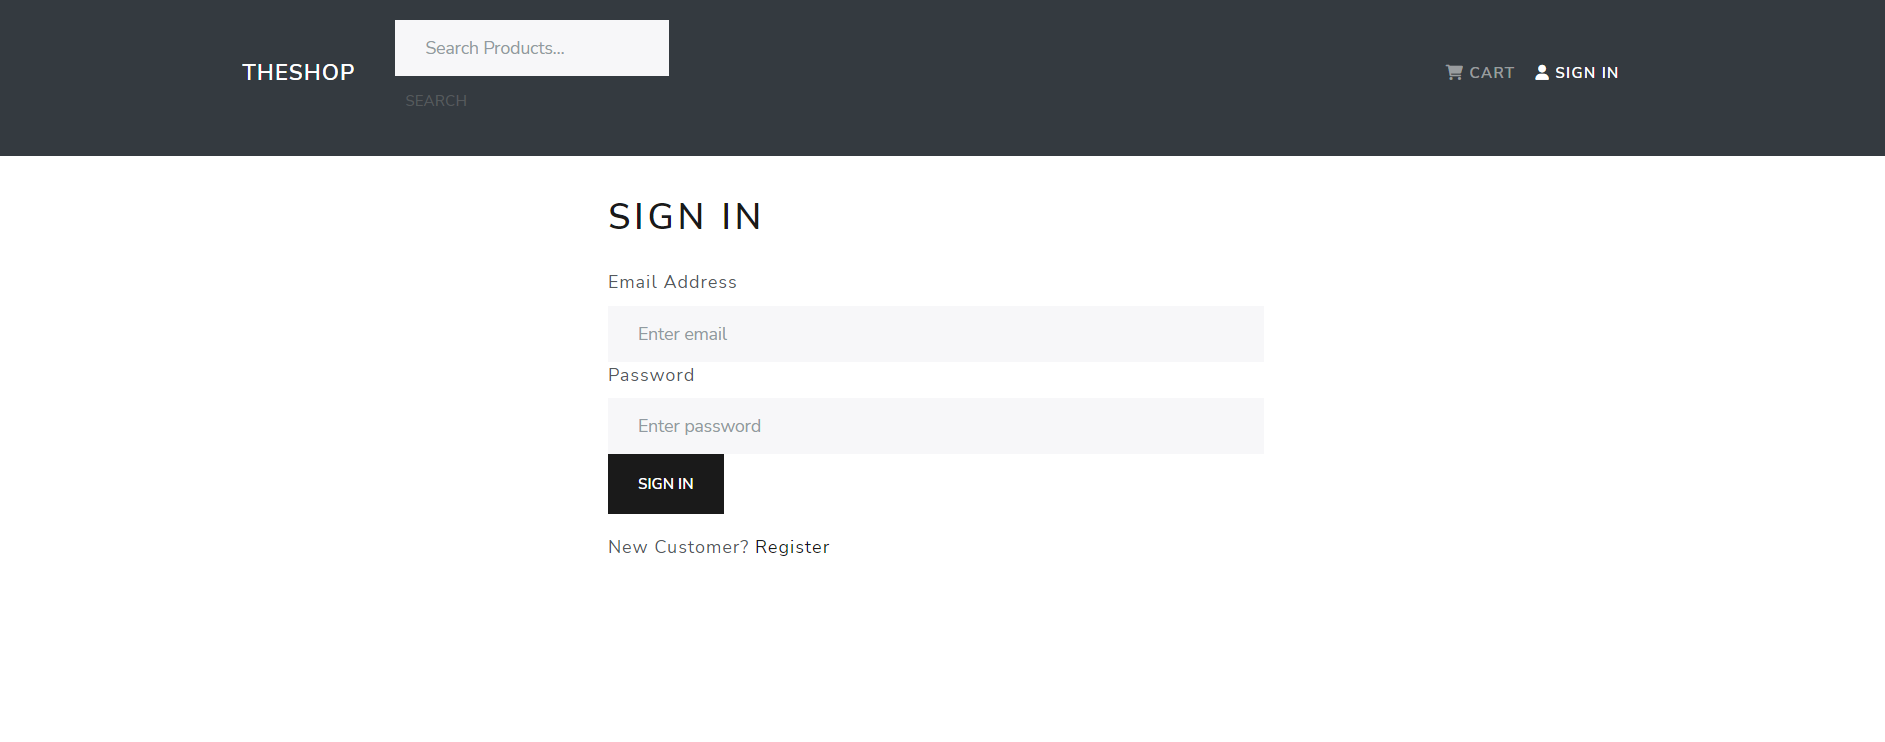 THESHOP
Search Products...
SEARCH
CART
SIGN IN
SIGN IN
Email Address
Enter email
Password
Enter password
SIGN IN
New Customer? Register